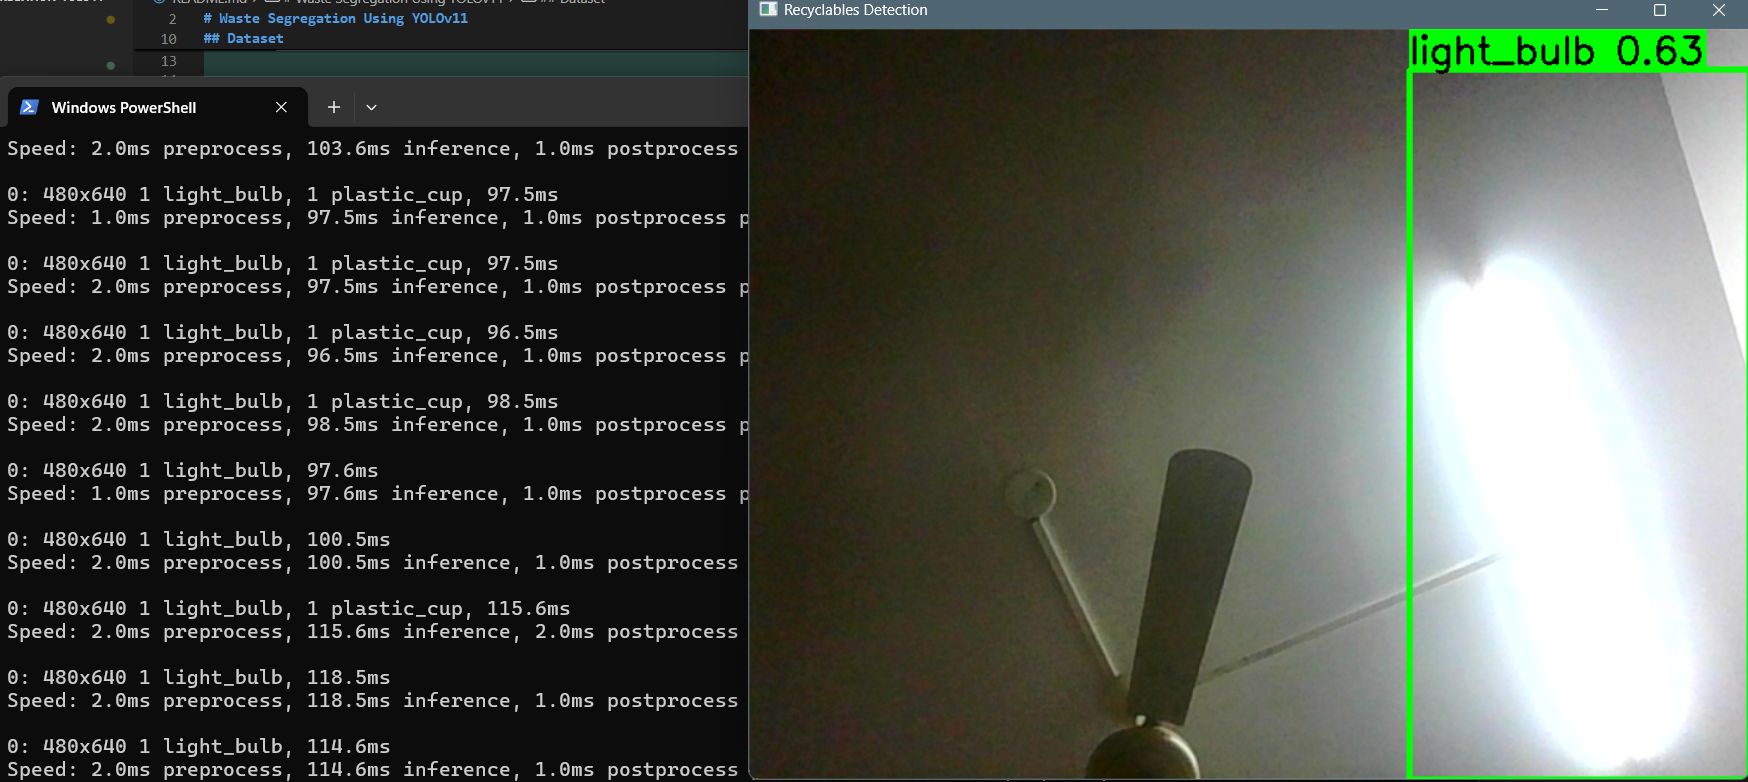 2 # Waste Segregation Using YOLOv11
10 ## Dataset
13
Windows PowerShell
Speed: 2.0ms preprocess, 103.6ms inference, 1.0ms postprocess
0: 480x640 1 light_bulb, 1 plastic_cup, 97.5ms
Speed: 1.0ms preprocess, 97.5ms inference, 1.0ms postprocess p
0: 480x640 1 light_bulb, 1 plastic_cup, 97.5ms
Speed: 2.0ms preprocess, 97.5ms inference, 1.0ms postprocess p
0: 480x640 1 light_bulb, 1 plastic_cup, 96.5ms
Speed: 2.0ms preprocess, 96.5ms inference, 1.0ms postprocess p
0: 480x640 1 light_bulb, 1 plastic_cup, 98.5ms
Speed: 2.0ms preprocess, 98.5ms inference, 1.0ms postprocess p
0: 480x640 1 light_bulb, 97.6ms
Speed: 1.0ms preprocess, 97.6ms inference, 1.0ms postprocess p
0: 480x640 1 light_bulb, 100.5ms
Speed: 2.0ms preprocess, 100.5ms inference, 1.0ms postprocess
0: 480x640 1 light_bulb, 1 plastic_cup, 115.6ms
Speed: 2.0ms preprocess, 115.6ms inference, 2.0ms postprocess
0: 480x640 1 light_bulb, 118.5ms
Speed: 2.0ms preprocess, 118.5ms inference, 1.0ms postprocess
0: 480x640 1 light_bulb, 114.6ms
Speed: 2.0ms preprocess, 114.6ms inference, 1.0ms postprocess
Recyclables Detection
light_bulb 0.63